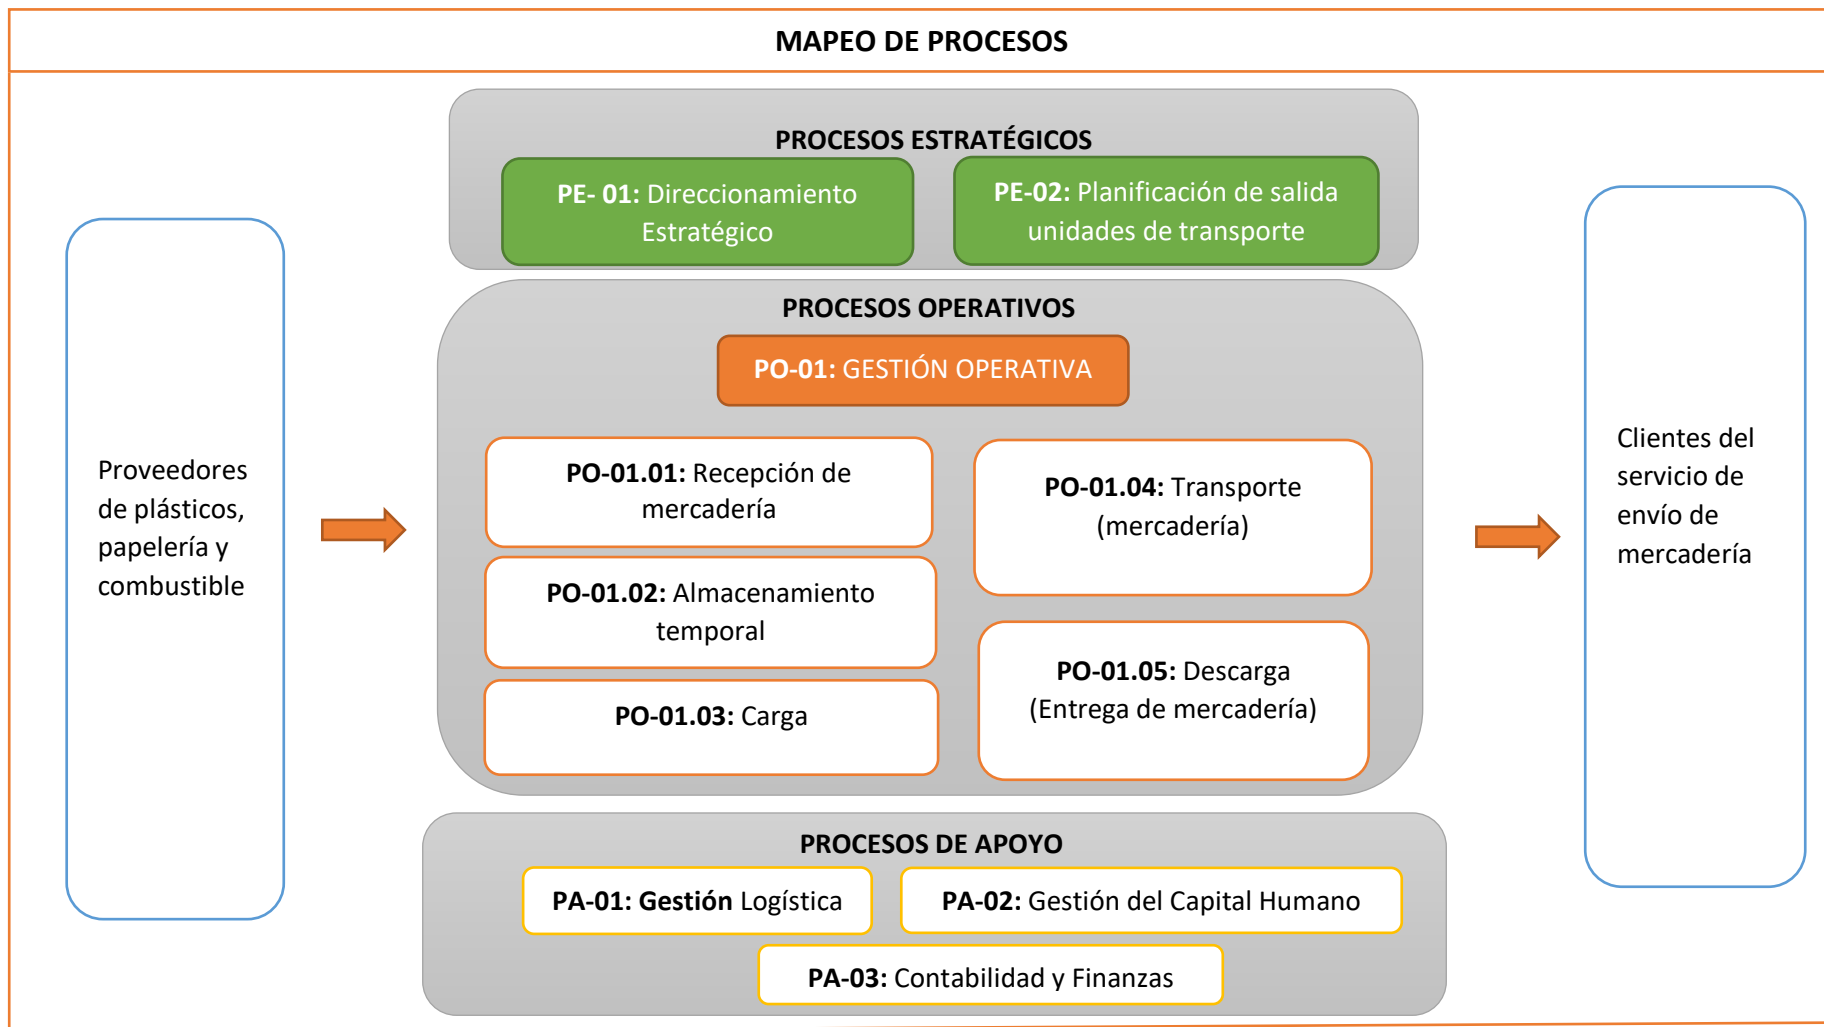 MAPEO DE PROCESOS
PROCESOS ESTRATÉGICOS
PE- 01: Direccionamiento
Estratégico
PE-02: Planificación de salida
unidades de transporte
PROCESOS OPERATIVOS
PO-01: GESTIÓN OPERATIVA
Proveedores
de plásticos,
papelería y
combustible
PO-01.01: Recepción de
mercadería
PO-01.02: Almacenamiento
temporal
PO-01.03: Carga
PO-01.04: Transporte
(mercadería)
PO-01.05: Descarga
(Entrega de mercadería)
Clientes del
servicio de
envío de
mercadería
PROCESOS DE APOYO
PA-01: Gestión Logística
PA-02: Gestión del Capital Humano
PA-03: Contabilidad y Finanzas